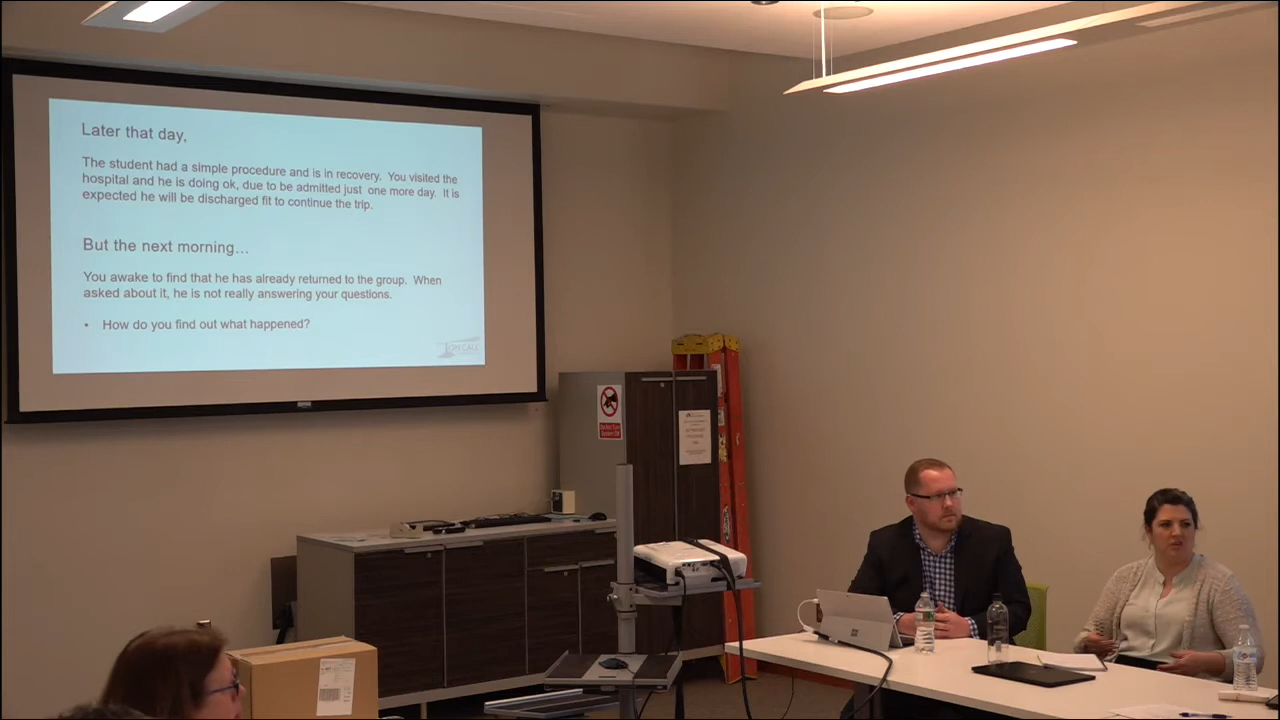 Later that day,
The student had a simple procedure and is in recovery. You visited the
hospital and he is doing ok, due to be admitted just one more day. It is
expected he will be discharged fit to continue the trip.
But the next morning…
You awake to find that he has already returned to the group. When
asked about it, he is not really answering your questions.
• How do you find out what happened?